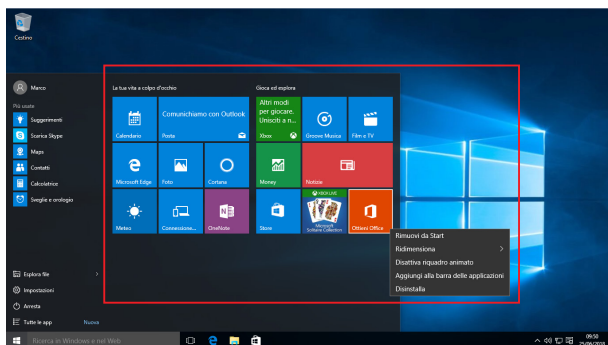 Cestino
Marco
Più usate
Suggerimenti
Scarica Skype
Maps
Contatti
Calcolatrice
Sveglie e orologio
Esplora file
Impostazioni
Arresta
Tutte le app
Nuovo
La tua vita a colpo d'occhio
Calendario
Comunichiamo con Outlook
Posta
Microsoft Edge
Foto
Cortana
Meteo
Connessione...
OneNote
Gioca ed esplora
Altri modi
per giocare.
Unisciti a n...
Xbox
Groove Musica
Film e TV
Money
Notizie
Store
XBOX LIVE
Microsoft
Solitaire Collection
Ottieni Office
Rimuovi da Start
Ridimensiona
Disattiva riquadro animato
Aggiungi alla barra delle applicazioni
Disinstalla
Ricerca in Windows e nel Web
09:50
25/06/2018